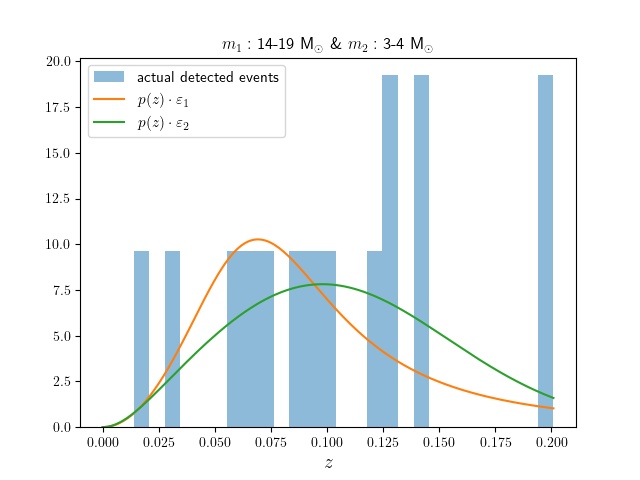 m₁ : 14-19 M⊙ & m₂ : 3-4 M⊙
20.0
17.5
15.0
12.5
10.0
7.5
5.0
2.5
0.0
actual detected events
p(z) · ε₁
p(z) · ε₂
0.000 0.025 0.050 0.075 0.100 0.125 0.150 0.175 0.200
z